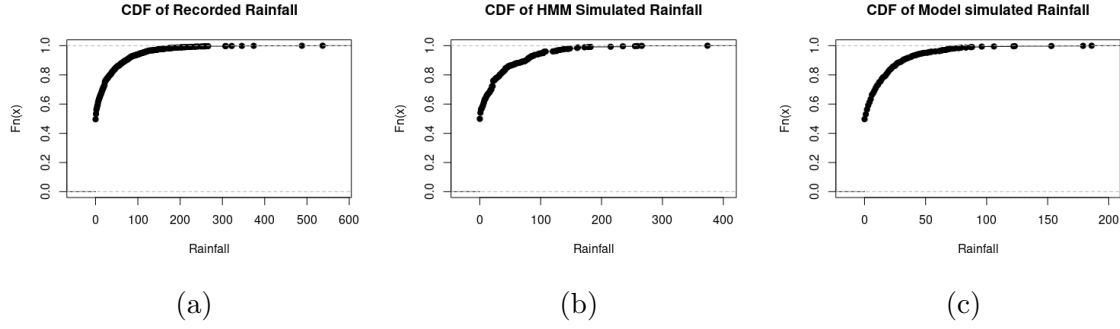 CDF of Recorded Rainfall
Fn(x)
0.0 0.2 0.4 0.6 0.8 1.0
0 100 200 300 400 500 600
Rainfall
(a)
CDF of HMM Simulated Rainfall
Fn(x)
0.0 0.2 0.4 0.6 0.8 1.0
0 100 200 300 400
Rainfall
(b)
CDF of Model simulated Rainfall
Fn(x)
0.0 0.2 0.4 0.6 0.8 1.0
0 50 100 150 200
Rainfall
(c)